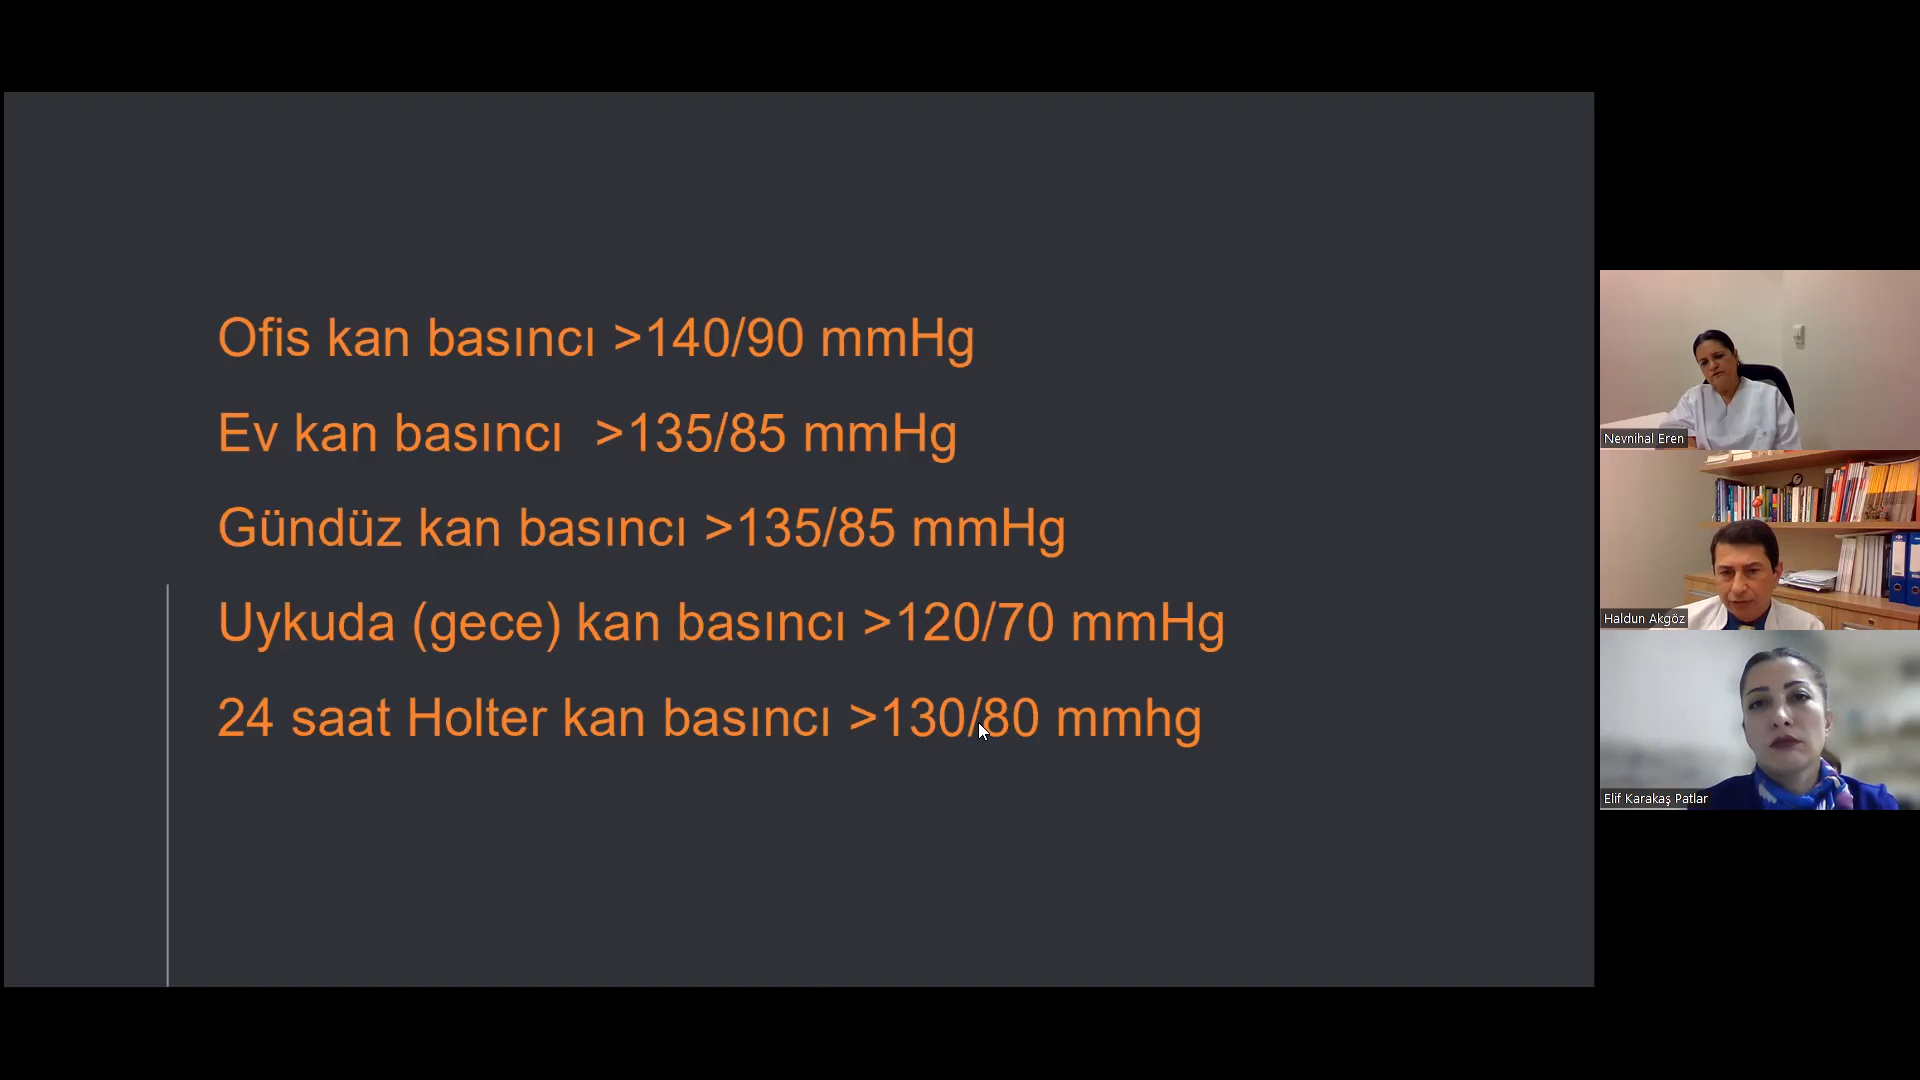 Ofis kan basıncı >140/90 mmHg
Ev kan basıncı  >135/85 mmHg
Gündüz kan basıncı >135/85 mmHg
Uykuda (gece) kan basıncı >120/70 mmHg
24 saat Holter kan basıncı >130/80 mmhg
Nevnihal Eren
Haldun Akgöz
Elif Karakaş Patlar